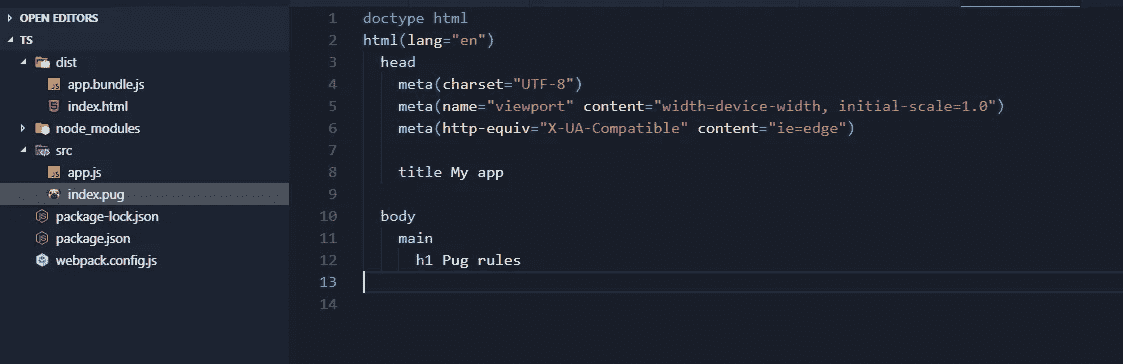 OPEN EDITORS
TS
dist
app.bundle.js
index.html
node_modules
src
app.js
index.pug
package-lock.json
package.json
webpack.config.js
1 doctype html
2 html(lang="en")
3 head
4 meta(charset="UTF-8")
5 meta(name="viewport" content="width=device-width, initial-scale=1.0")
6 meta(http-equiv="X-UA-Compatible" content="ie=edge")
7
8 title My app
9
10 body
11 main
12 h1 Pug rules
13
14